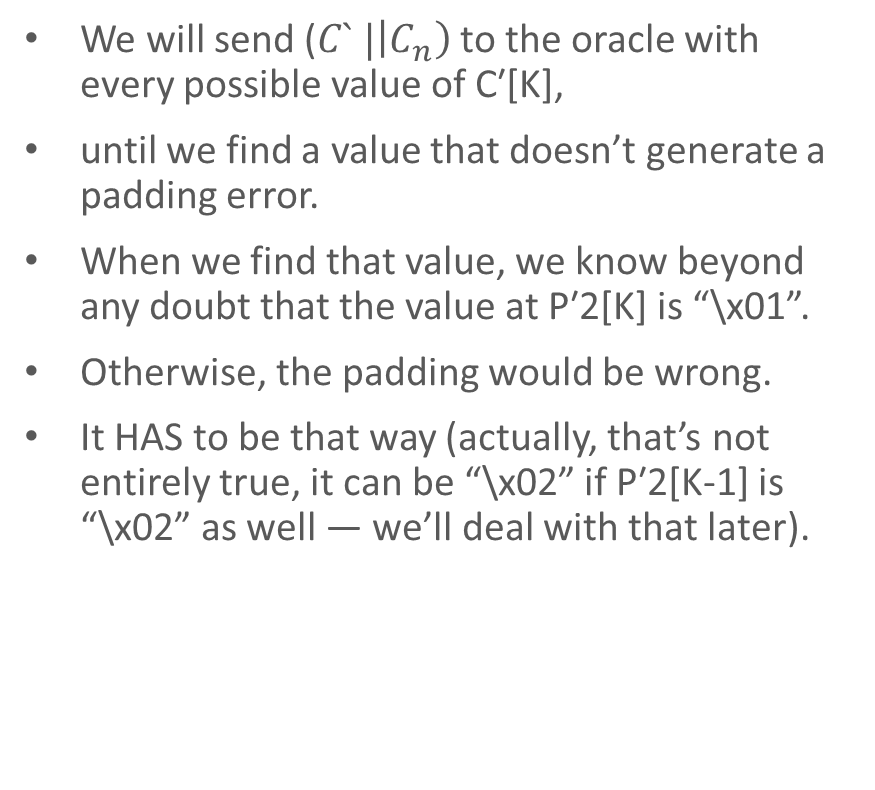 • We will send (C` ||Cₙ) to the oracle with
every possible value of C′[K],
• until we find a value that doesn’t generate a
padding error.
• When we find that value, we know beyond
any doubt that the value at P′2[K] is “\x01”.
• Otherwise, the padding would be wrong.
• It HAS to be that way (actually, that’s not
entirely true, it can be “\x02” if P′2[K-1] is
“\x02” as well — we’ll deal with that later).